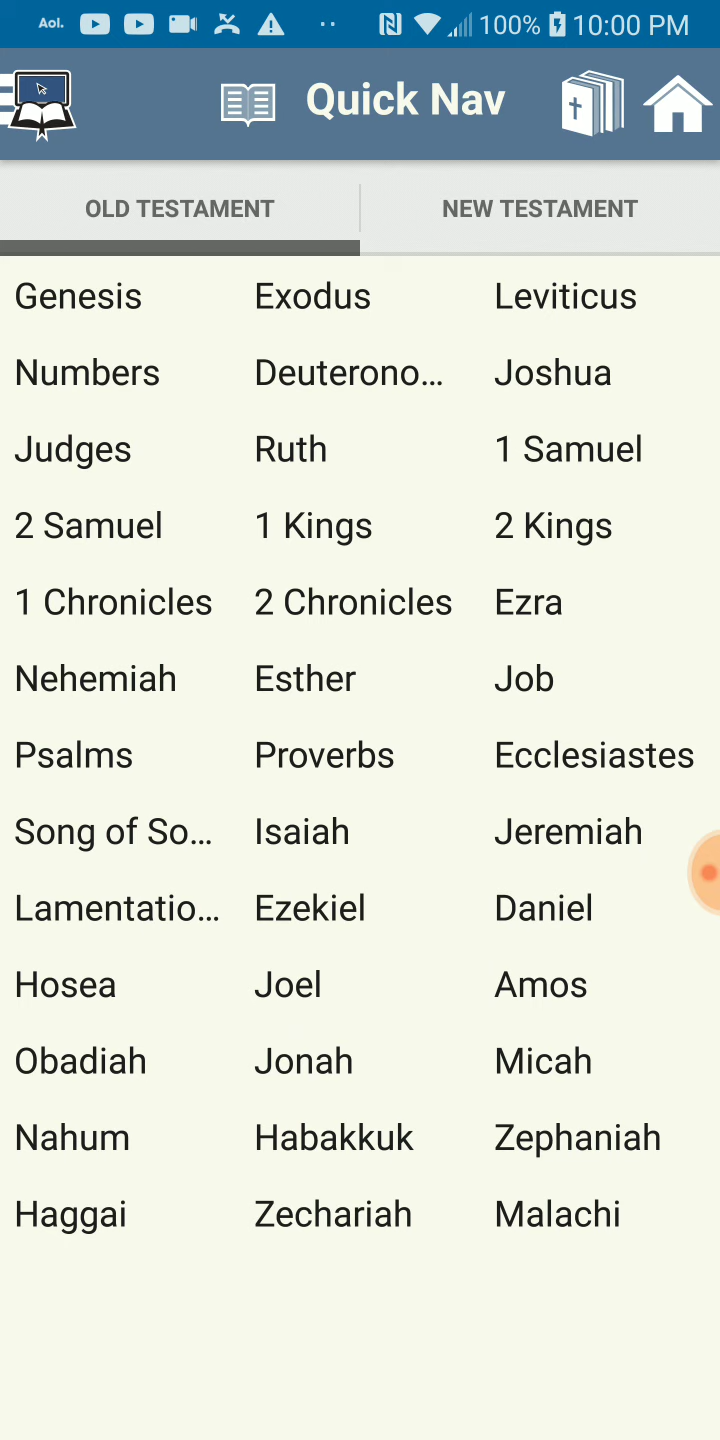 Aol. 100% 10:00 PM
Quick Nav
OLD TESTAMENT NEW TESTAMENT
Genesis Exodus Leviticus
Numbers Deuterono... Joshua
Judges Ruth 1 Samuel
2 Samuel 1 Kings 2 Kings
1 Chronicles 2 Chronicles Ezra
Nehemiah Esther Job
Psalms Proverbs Ecclesiastes
Song of So... Isaiah Jeremiah
Lamentatio... Ezekiel Daniel
Hosea Joel Amos
Obadiah Jonah Micah
Nahum Habakkuk Zephaniah
Haggai Zechariah Malachi